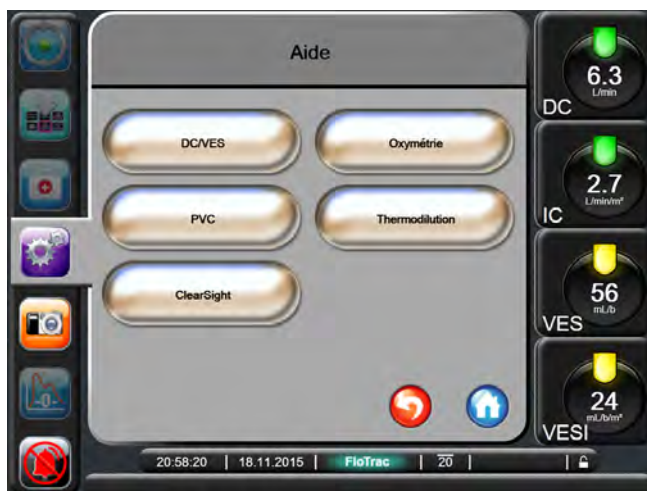 Aide
DC/VES
Oxymétrie
PVC
Thermodilution
ClearSight
6.3
L/min
DC
2.7
L/min/m²
IC
56
mL/b
VES
24
mL/b/m²
VESI
-0-
20:58:20 | 18.11.2015 | FloTrac | 20 |